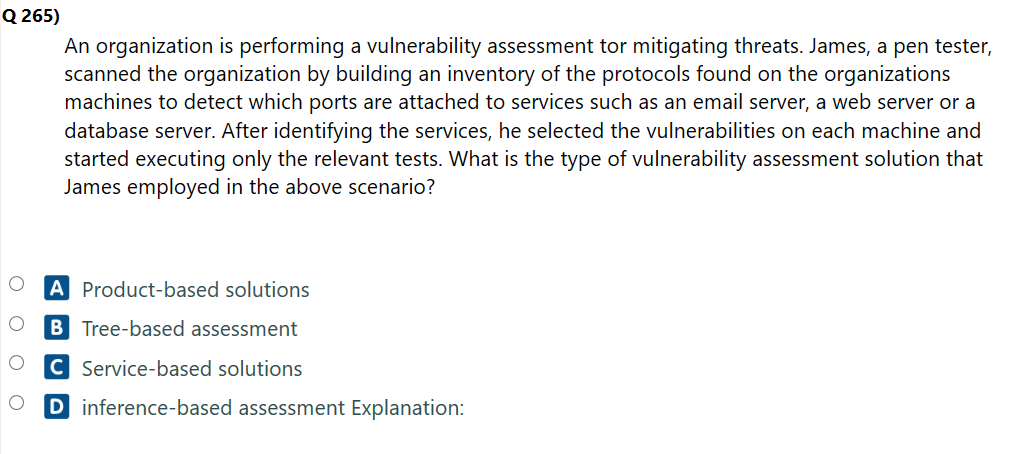 Q 265)
An organization is performing a vulnerability assessment tor mitigating threats. James, a pen tester,
scanned the organization by building an inventory of the protocols found on the organizations
machines to detect which ports are attached to services such as an email server, a web server or a
database server. After identifying the services, he selected the vulnerabilities on each machine and
started executing only the relevant tests. What is the type of vulnerability assessment solution that
James employed in the above scenario?
A Product-based solutions
B Tree-based assessment
C Service-based solutions
D inference-based assessment Explanation: